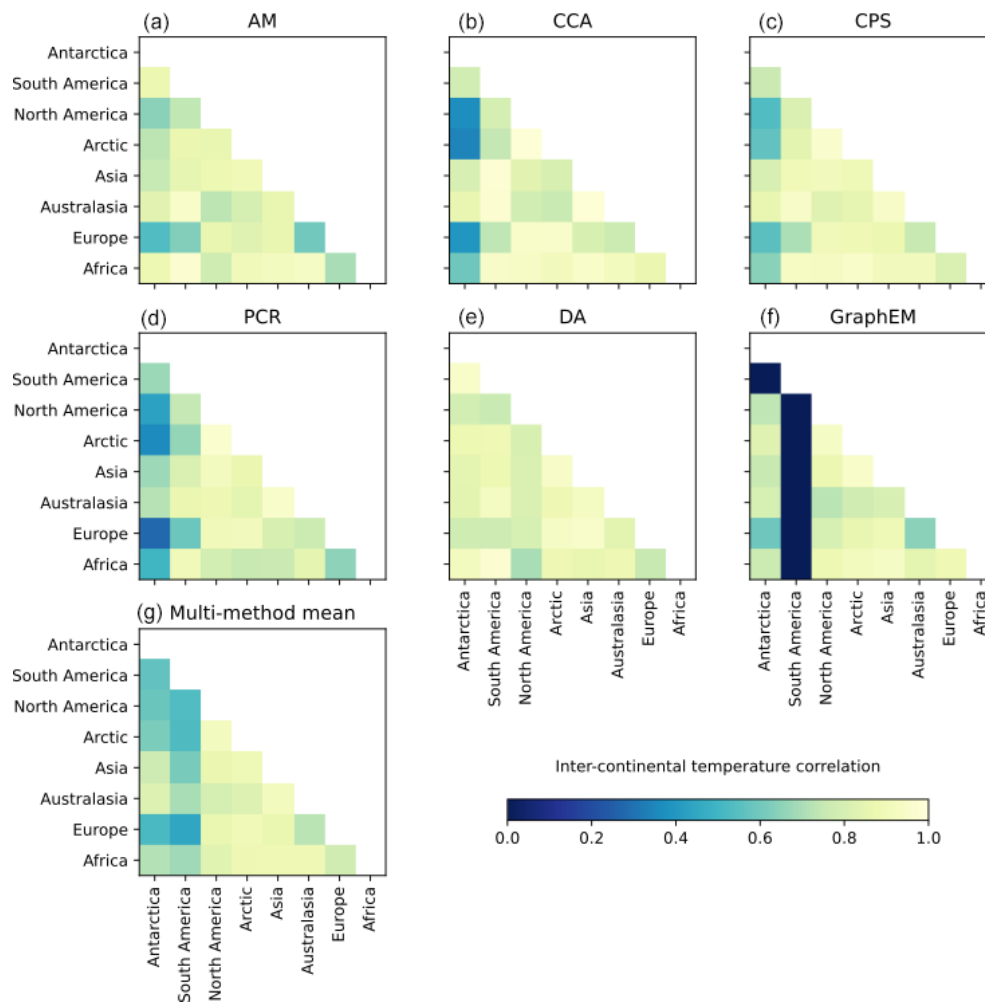 (a) AM
(b) CCA
(c) CPS
Antarctica
South America
North America
Arctic
Asia
Australasia
Europe
Africa
(d) PCR
(e) DA
(f) GraphEM
Antarctica
South America
North America
Arctic
Asia
Australasia
Europe
Africa
Antarctica
South America
North America
Arctic
Asia
Australasia
Europe
Africa
Antarctica
South America
North America
Arctic
Asia
Australasia
Europe
Africa
(g) Multi-method mean
Antarctica
South America
North America
Arctic
Asia
Australasia
Europe
Africa
Antarctica
South America
North America
Arctic
Asia
Australasia
Europe
Africa
Inter-continental temperature correlation
0.0 0.2 0.4 0.6 0.8 1.0